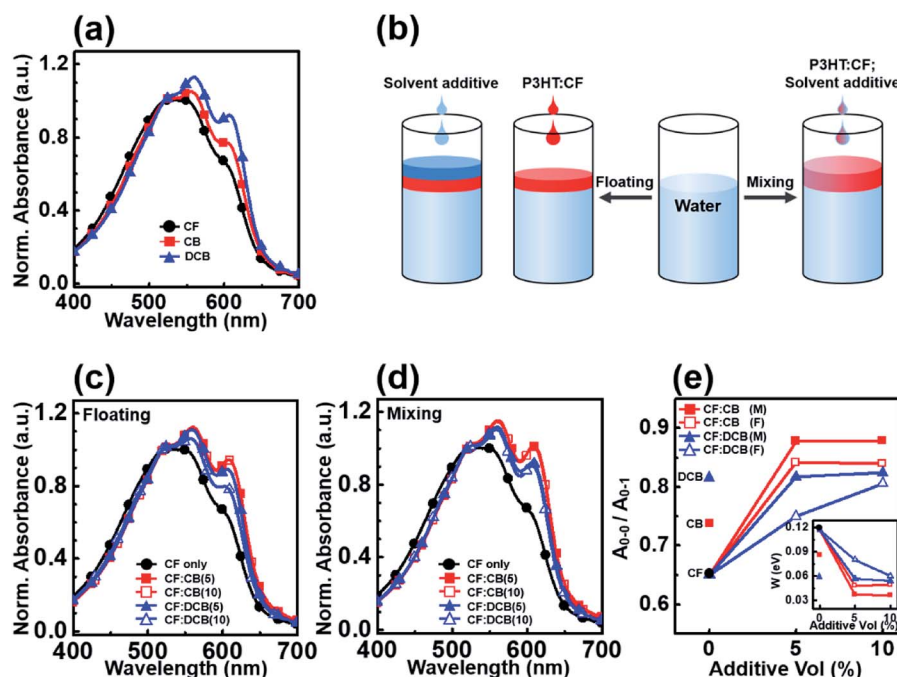 (a)
Norm. Absorbance (a.u.)
1.2
0.8
0.4
0.0
CF
CB
DCB
400 500 600 700
Wavelength (nm)
(b)
Solvent additive
P3HT:CF
P3HT:CF;
Solvent additive
Floating
Water
Mixing
(c)
Norm. Absorbance (a.u.)
1.2
0.8
0.4
0.0
Floating
CF only
CF:CB(5)
CF:CB(10)
CF:DCB(5)
CF:DCB(10)
400 500 600 700
Wavelength (nm)
(d)
Norm. Absorbance (a.u.)
1.2
0.8
0.4
0.0
Mixing
CF only
CF:CB(5)
CF:CB(10)
CF:DCB(5)
CF:DCB(10)
400 500 600 700
Wavelength (nm)
(e)
A0-0 / A0-1
0.9
0.8
0.7
0.6
CF:CB (M)
CF:CB (F)
CF:DCB(M)
CF:DCB(F)
DCB
CB
CF
W (eV)
0.12
0.09
0.06
0.03
0 5 10
Additive Vol (%)
0 5 10
Additive Vol (%)